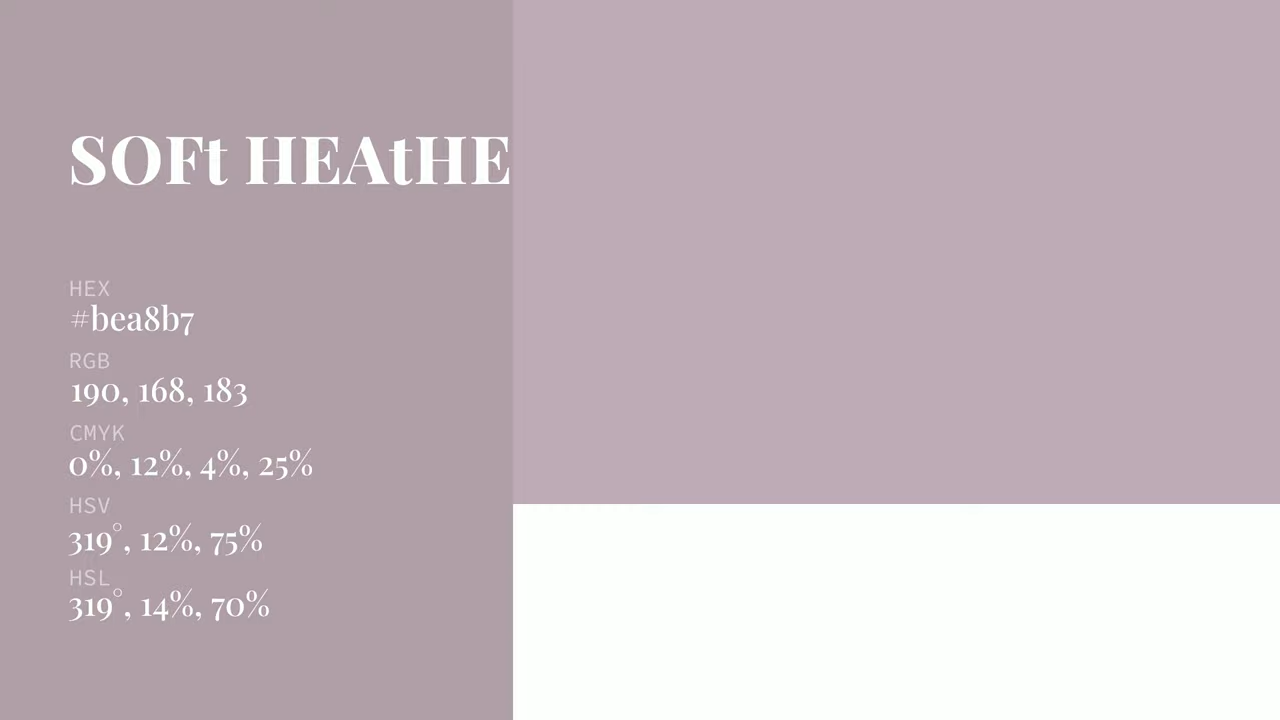 SOFt HEAtHE
HEX
#bea8b7
RGB
190, 168, 183
CMYK
0%, 12%, 4%, 25%
HSV
319°, 12%, 75%
HSL
319°, 14%, 70%